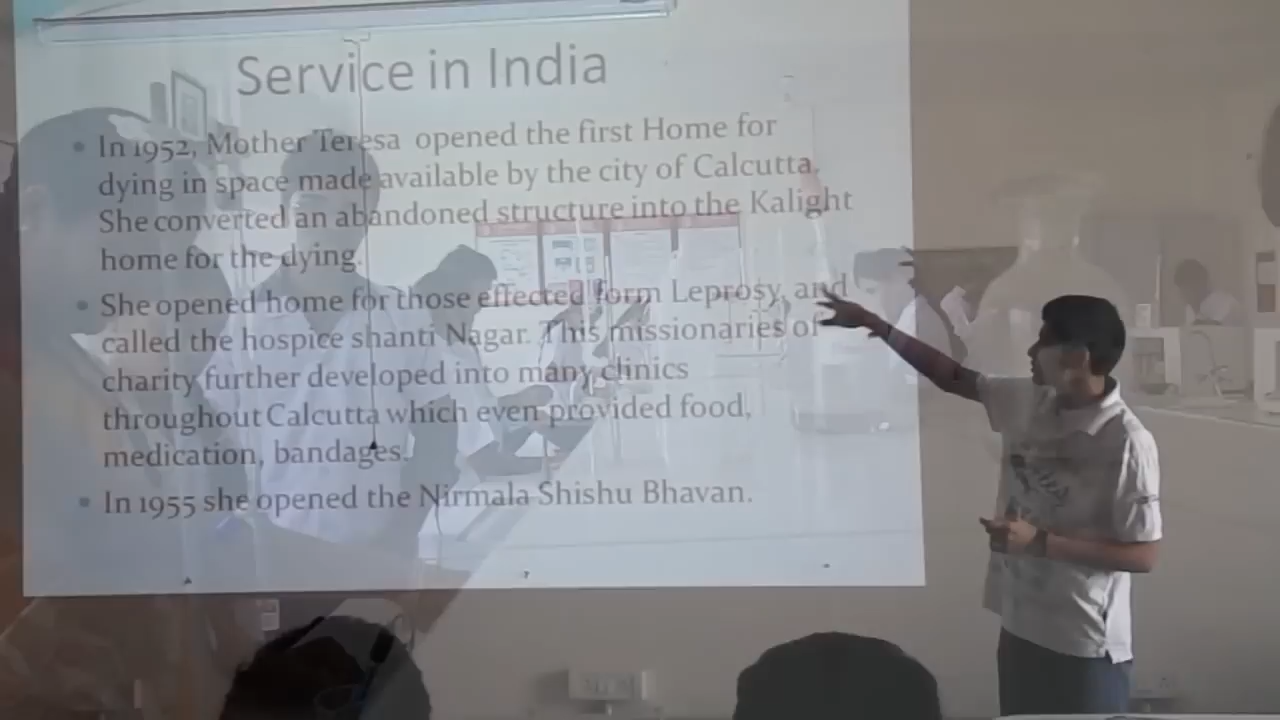 Service in India
In 1952, Mother Teresa opened the first Home for
dying in space made available by the city of Calcutta.
She converted an abandoned structure into the Kalight
home for the dying.
She opened home for those effected form Leprosy, and
called the hospice shanti Nagar. This missionaries of
charity further developed into many clinics
throughout Calcutta which even provided food,
medication, bandages.
In 1955 she opened the Nirmala Shishu Bhavan.